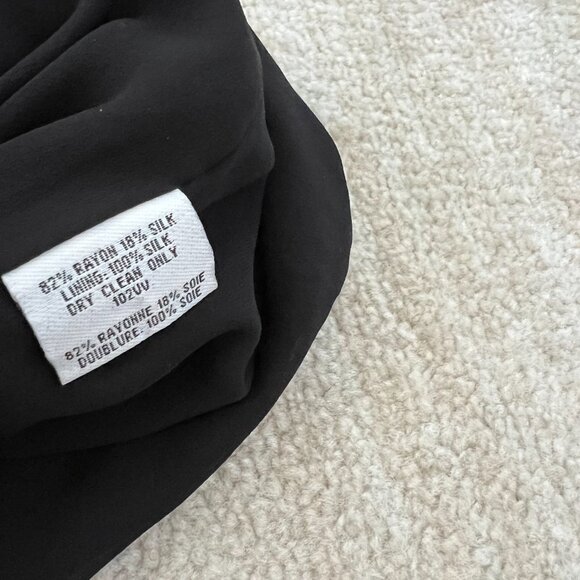 82% RAYON 18% SILK
LINING: 100% SILK
DRY CLEAN ONLY
102VV
82% RAYONNE 18% SOIE
DOUBLURE: 100% SOIE